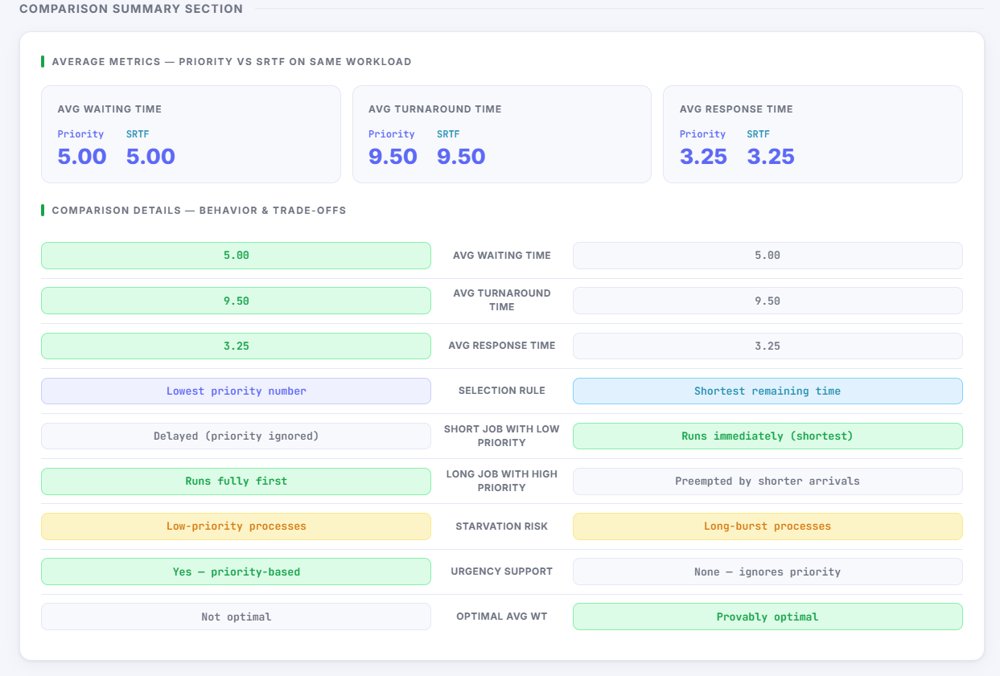 COMPARISON SUMMARY SECTION
AVERAGE METRICS — PRIORITY VS SRTF ON SAME WORKLOAD
AVG WAITING TIME
Priority SRTF
5.00 5.00
AVG TURNAROUND TIME
Priority SRTF
9.50 9.50
AVG RESPONSE TIME
Priority SRTF
3.25 3.25
COMPARISON DETAILS — BEHAVIOR & TRADE-OFFS
5.00 AVG WAITING TIME 5.00
9.50 AVG TURNAROUND TIME 9.50
3.25 AVG RESPONSE TIME 3.25
Lowest priority number SELECTION RULE Shortest remaining time
Delayed (priority ignored) SHORT JOB WITH LOW PRIORITY Runs immediately (shortest)
Runs fully first LONG JOB WITH HIGH PRIORITY Preempted by shorter arrivals
Low-priority processes STARVATION RISK Long-burst processes
Yes — priority-based URGENCY SUPPORT None — ignores priority
Not optimal OPTIMAL AVG WT Provably optimal